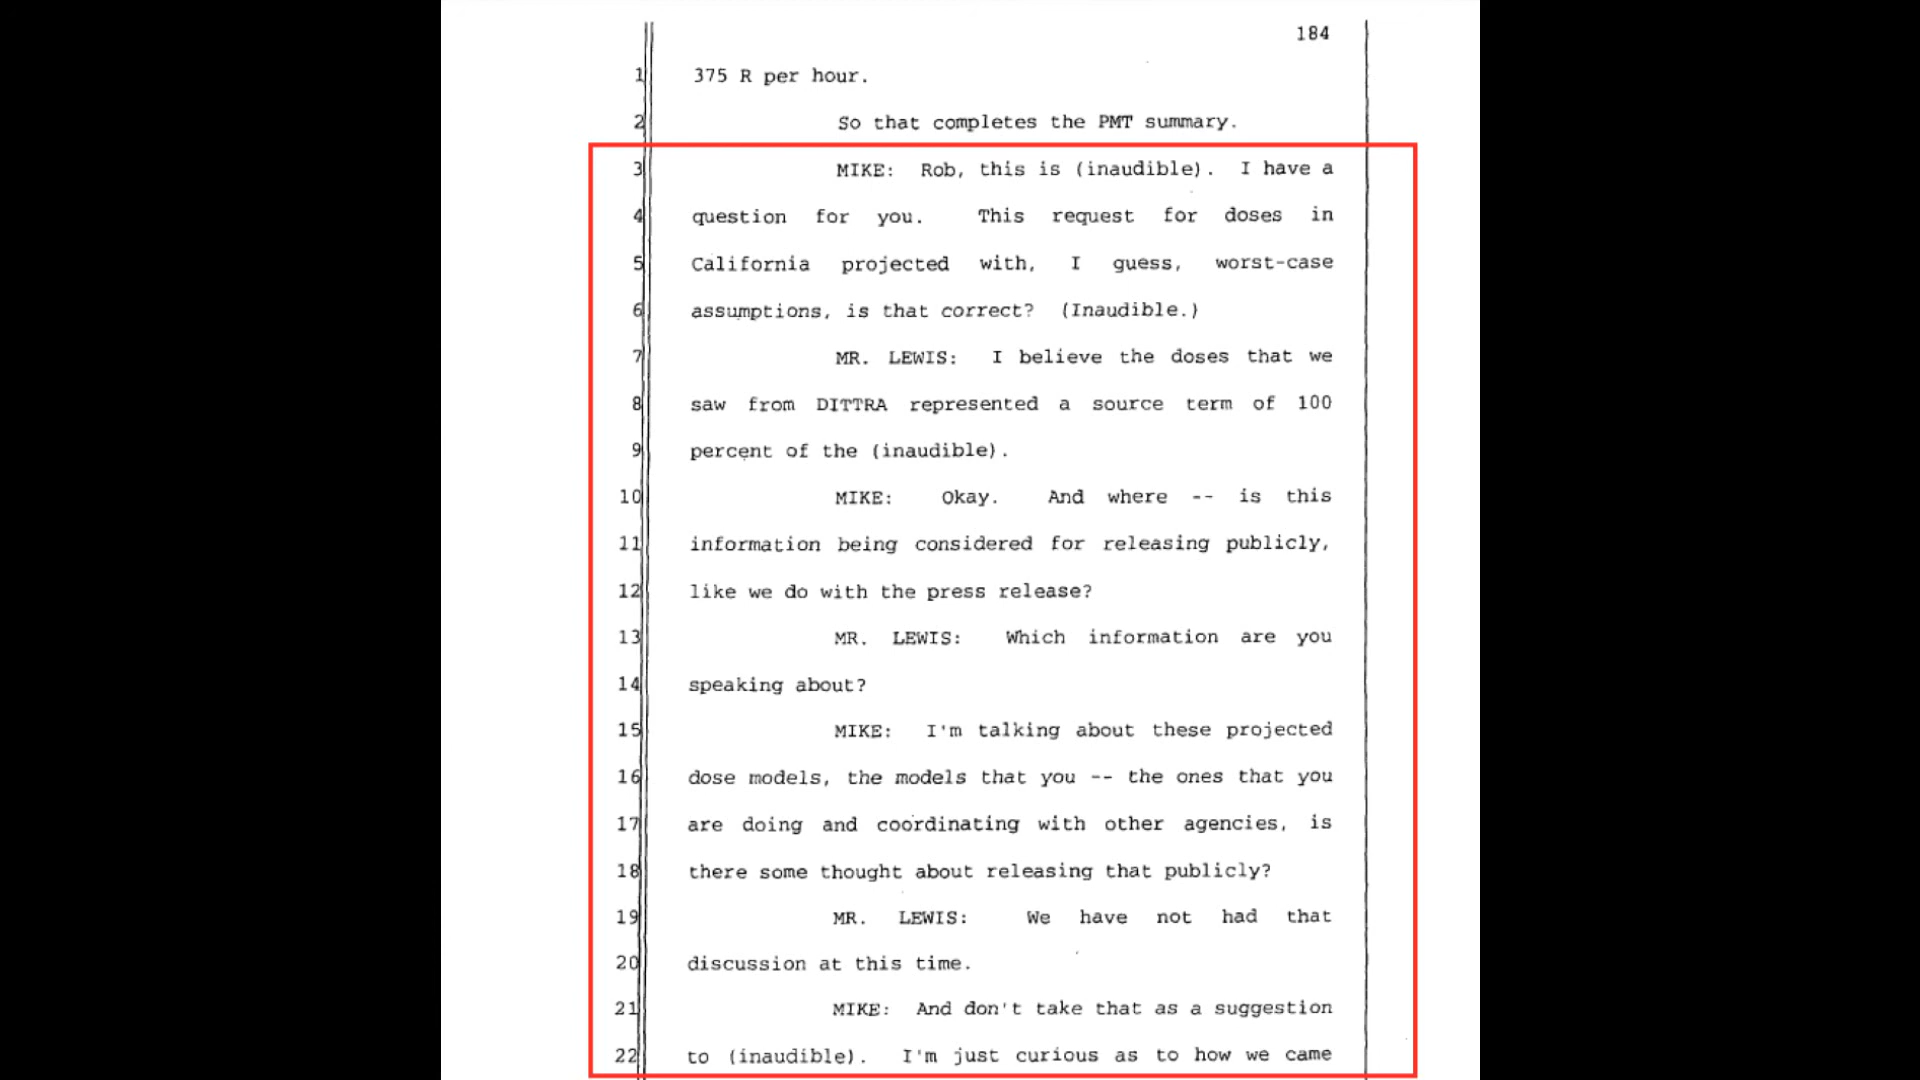 184
1 375 R per hour.
2 So that completes the PMT summary.
3 MIKE: Rob, this is (inaudible). I have a
4 question for you. This request for doses in
5 California projected with, I guess, worst-case
6 assumptions, is that correct? (Inaudible.)
7 MR. LEWIS: I believe the doses that we
8 saw from DITTRA represented a source term of 100
9 percent of the (inaudible).
10 MIKE: Okay. And where -- is this
11 information being considered for releasing publicly,
12 like we do with the press release?
13 MR. LEWIS: Which information are you
14 speaking about?
15 MIKE: I'm talking about these projected
16 dose models, the models that you -- the ones that you
17 are doing and coordinating with other agencies, is
18 there some thought about releasing that publicly?
19 MR. LEWIS: We have not had that
20 discussion at this time.
21 MIKE: And don't take that as a suggestion
22 to (inaudible). I'm just curious as to how we came